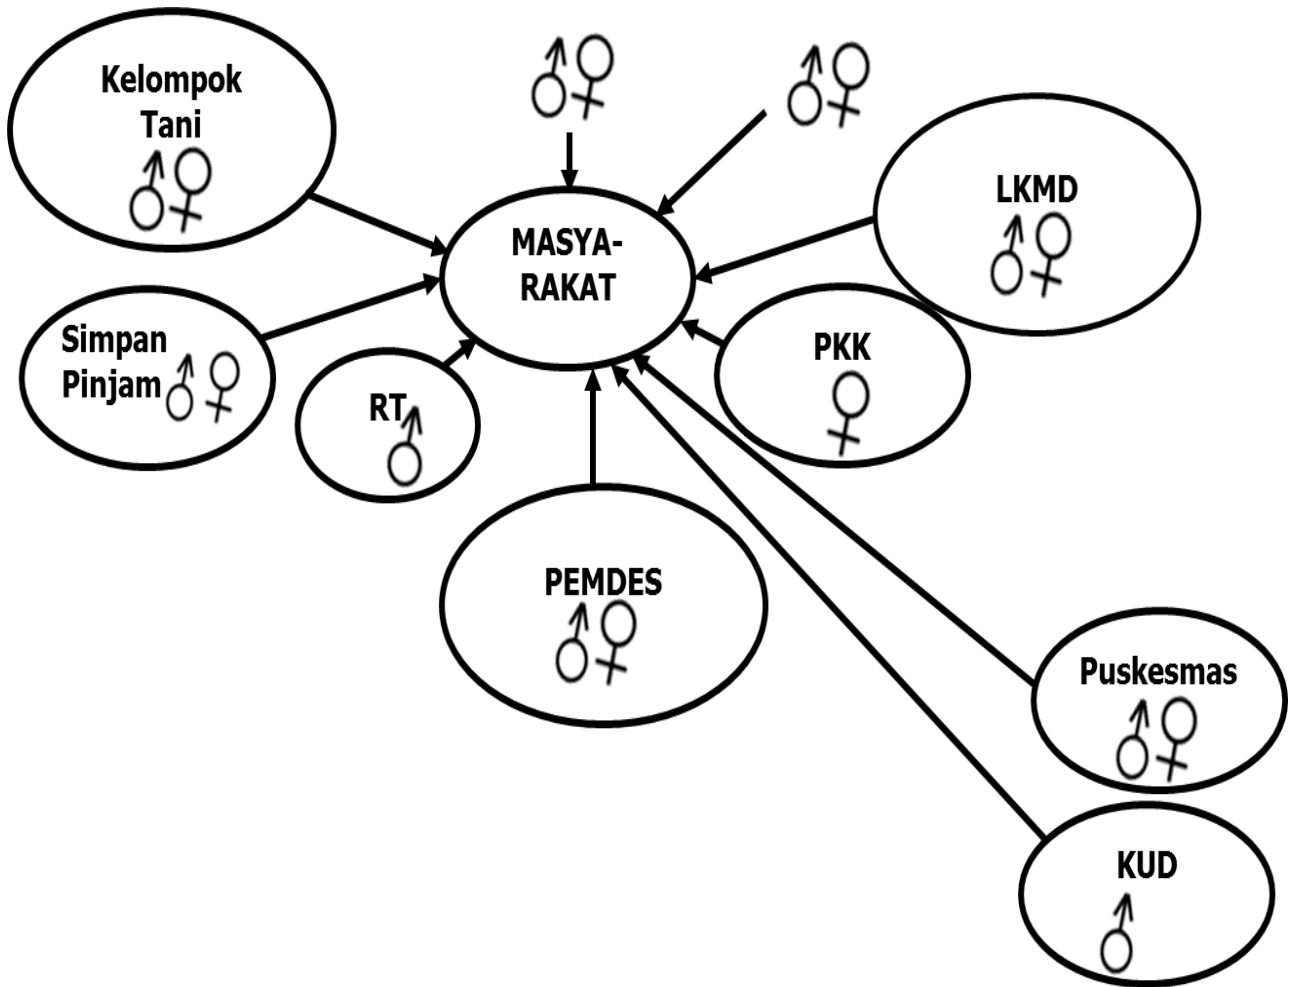 Kelompok
Tani
LKMD
MASYA-
RAKAT
Simpan
Pinjam
PKK
RT
PEMDES
Puskesmas
KUD